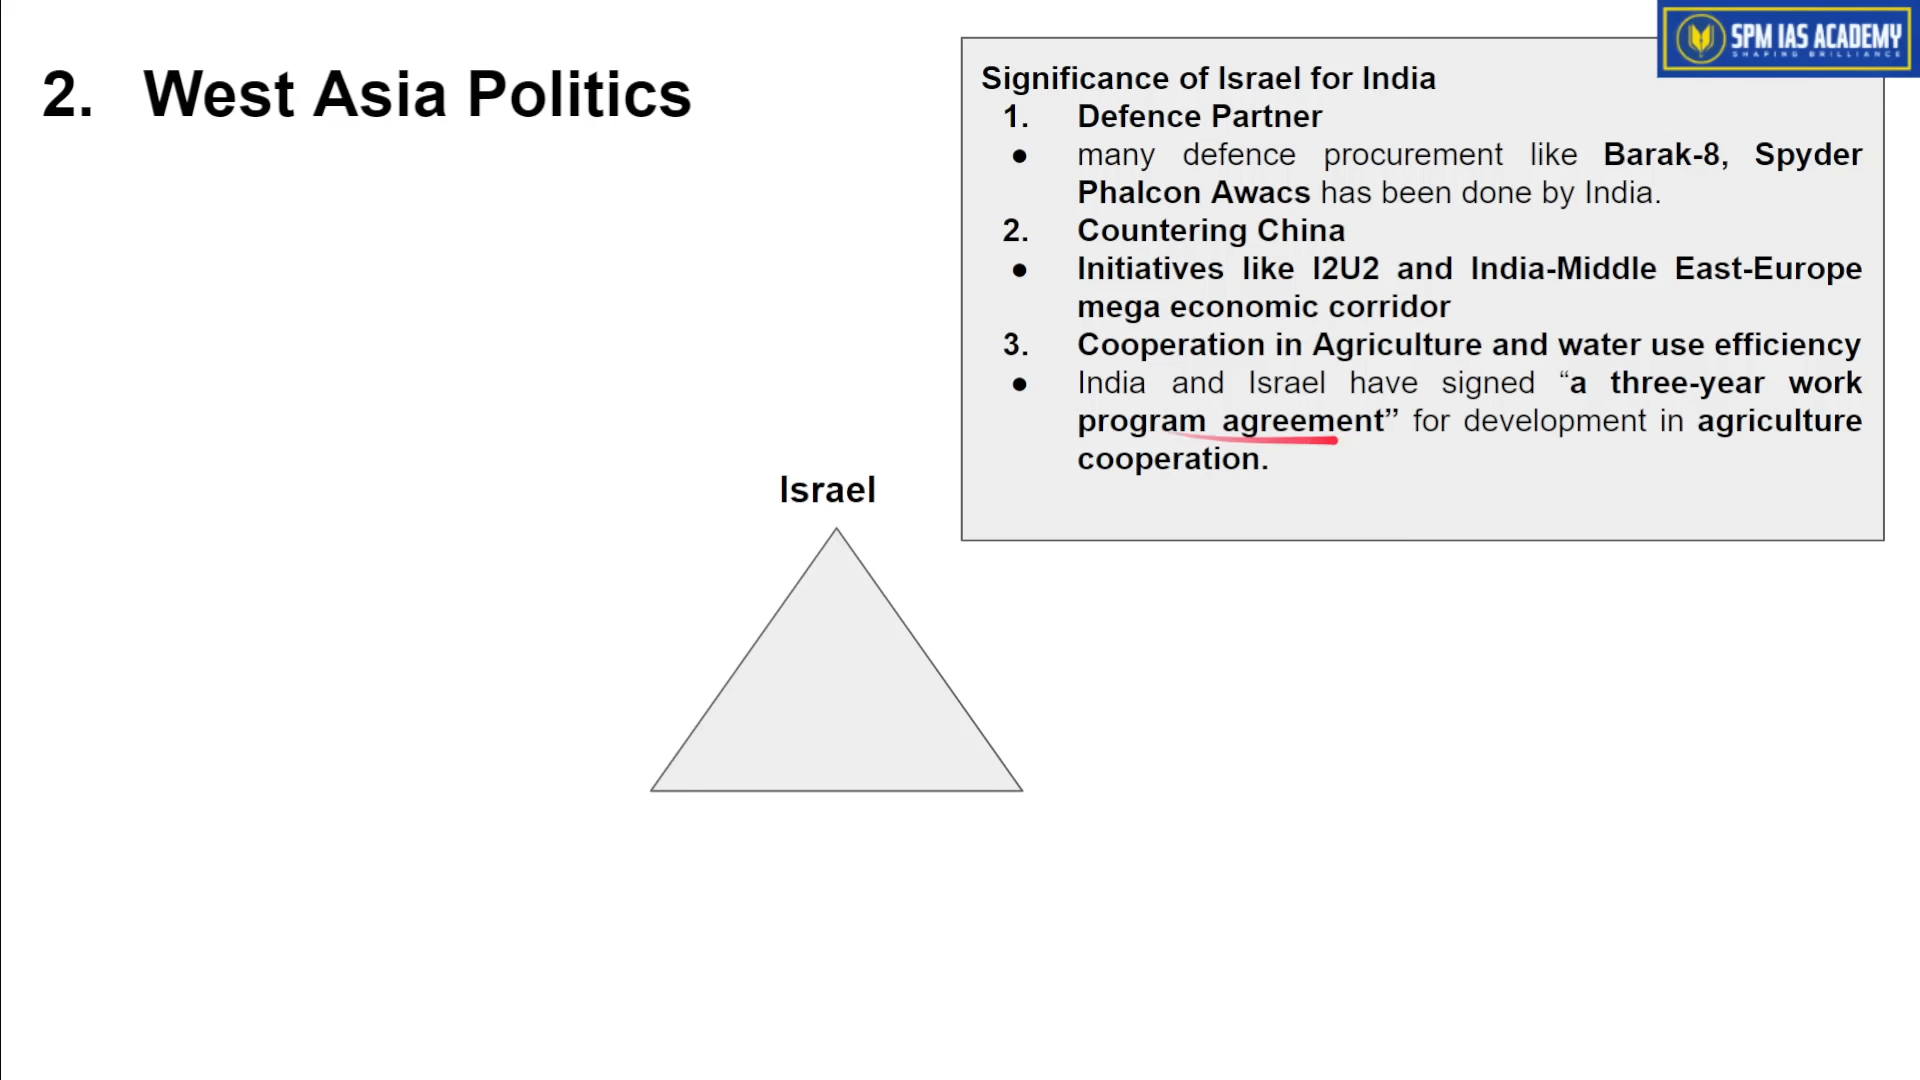 SPM IAS ACADEMY
SHAPING BRILLIANCE
2. West Asia Politics
Significance of Israel for India
1. Defence Partner
● many defence procurement like Barak-8, Spyder
Phalcon Awacs has been done by India.
2. Countering China
● Initiatives like I2U2 and India-Middle East-Europe
mega economic corridor
3. Cooperation in Agriculture and water use efficiency
● India and Israel have signed “a three-year work
program agreement” for development in agriculture
cooperation.
Israel